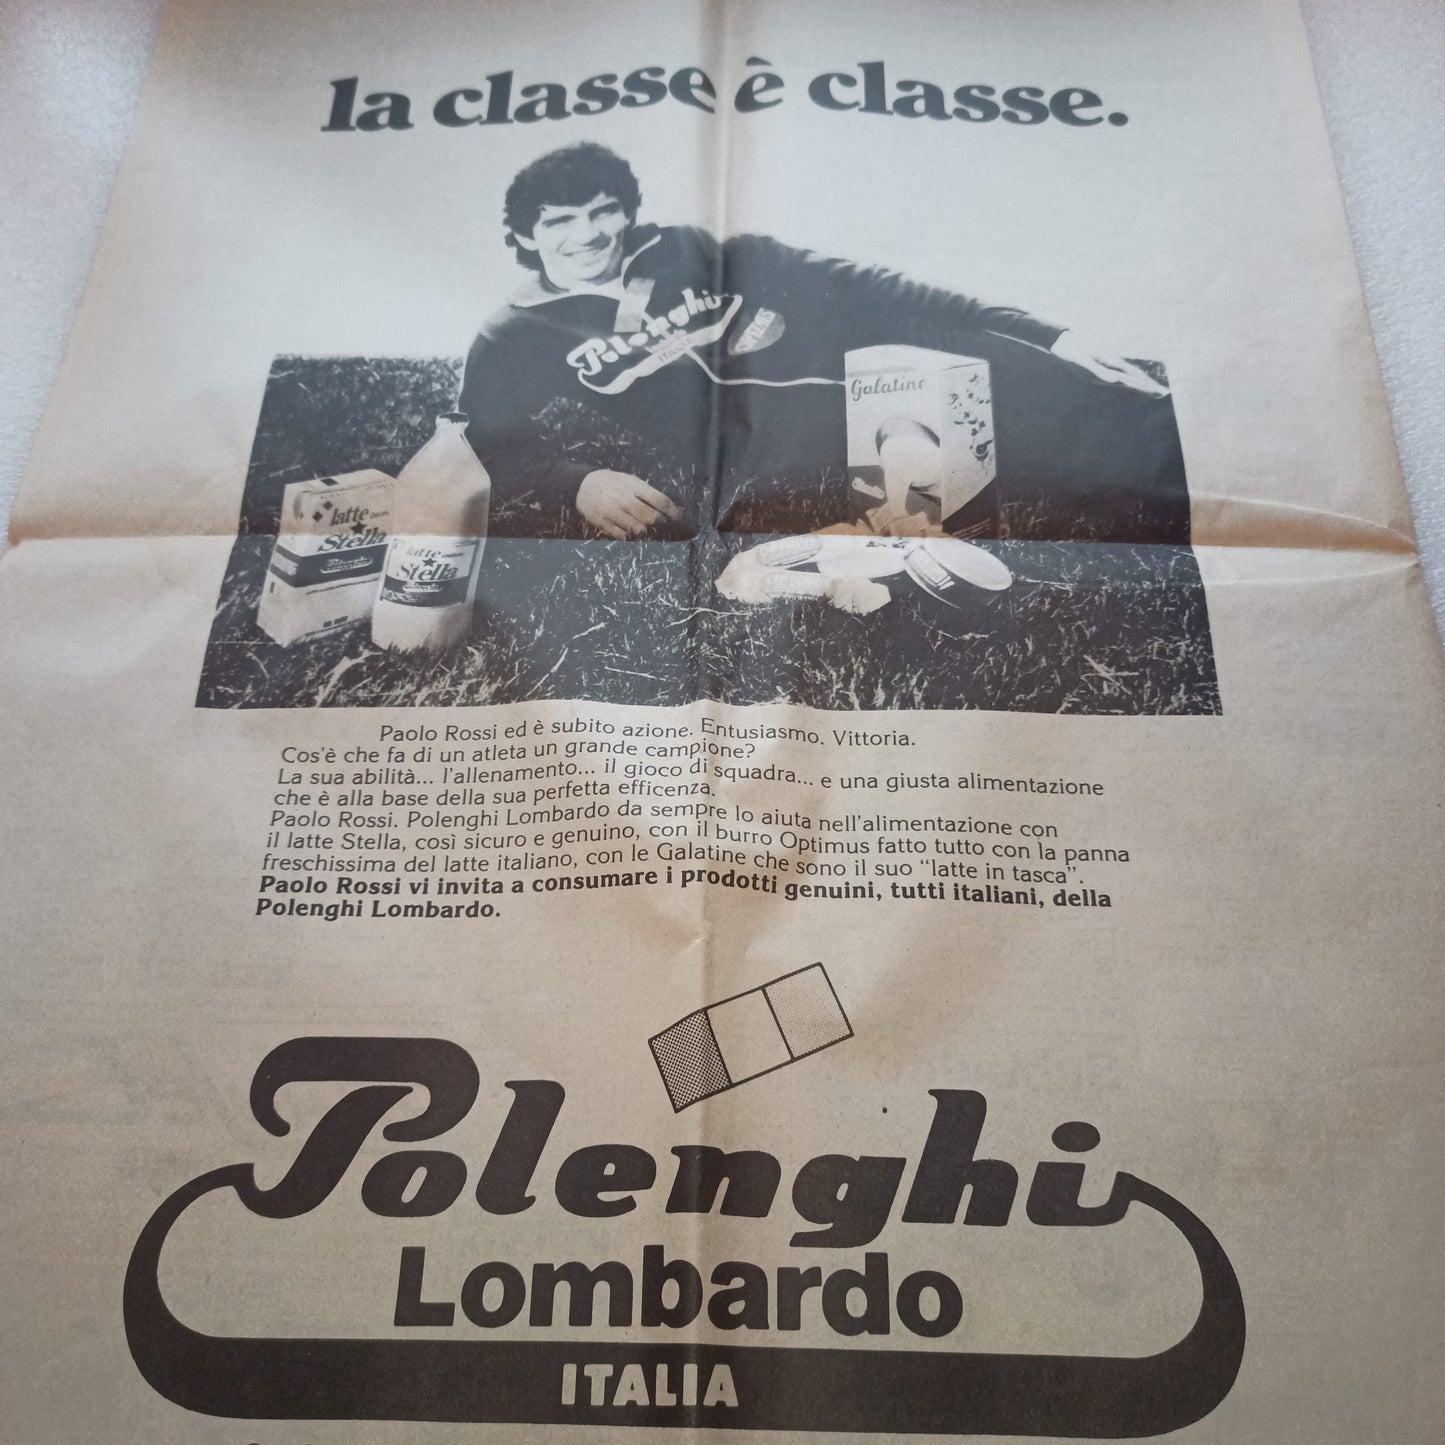 la classe è classe.
Polenghi
ITALIA
Galatine
latte
Stella
latte
Stella
Paolo Rossi ed è subito azione. Entusiasmo. Vittoria.
Cos'è che fa di un atleta un grande campione?
La sua abilità... l'allenamento... il gioco di squadra... e una giusta alimentazione
che è alla base della sua perfetta efficenza.
Paolo Rossi. Polenghi Lombardo da sempre lo aiuta nell'alimentazione con
il latte Stella, così sicuro e genuino, con il burro Optimus fatto tutto con la panna
freschissima del latte italiano, con le Galatine che sono il suo "latte in tasca".
Paolo Rossi vi invita a consumare i prodotti genuini, tutti italiani, della
Polenghi Lombardo.
Polenghi
Lombardo
ITALIA